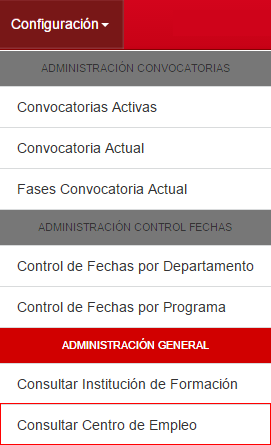 Configuración
ADMINISTRACIÓN CONVOCATORIAS
Convocatorias Activas
Convocatoria Actual
Fases Convocatoria Actual
ADMINISTRACIÓN CONTROL FECHAS
Control de Fechas por Departamento
Control de Fechas por Programa
ADMINISTRACIÓN GENERAL
Consultar Institución de Formación
Consultar Centro de Empleo